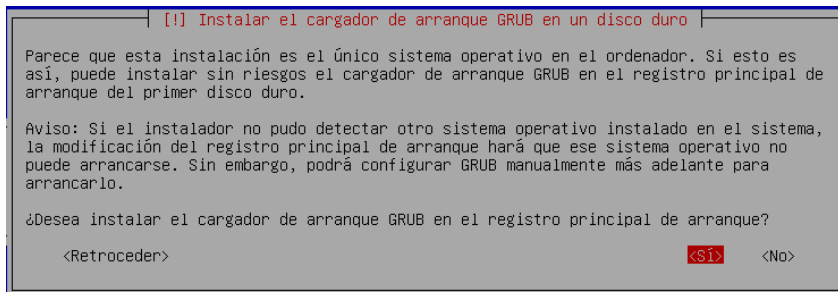 [!] Instalar el cargador de arranque GRUB en un disco duro
Parece que esta instalación es el único sistema operativo en el ordenador. Si esto es
así, puede instalar sin riesgos el cargador de arranque GRUB en el registro principal de
arranque del primer disco duro.
Aviso: Si el instalador no pudo detectar otro sistema operativo instalado en el sistema,
la modificación del registro principal de arranque hará que ese sistema operativo no
puede arrancarse. Sin embargo, podrá configurar GRUB manualmente más adelante para
arrancarlo.
¿Desea instalar el cargador de arranque GRUB en el registro principal de arranque?
<Retroceder> <Sí> <No>